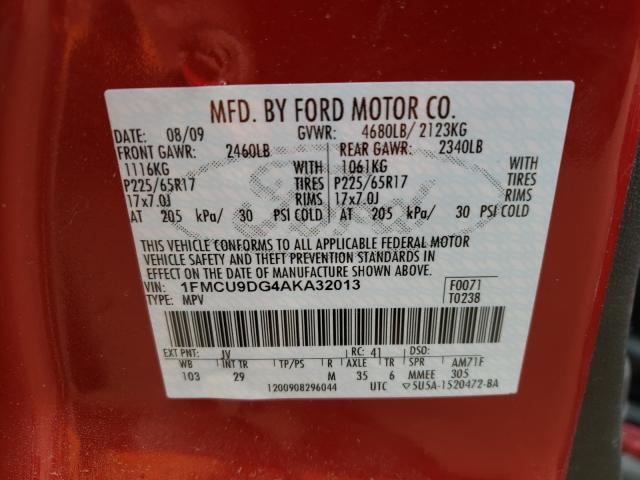 MFD. BY FORD MOTOR CO.
DATE: 08/09 GVWR: 4680LB/ 2123KG
FRONT GAWR: 2460LB REAR GAWR: 2340LB
1116KG WITH 1061KG WITH
P225/65R17 TIRES P225/65R17 TIRES
17x7.0J RIMS 17x7.0J RIMS
AT 205 kPa/ 30 PSI COLD AT 205 kPa/ 30 PSI COLD
THIS VEHICLE CONFORMS TO ALL APPLICABLE FEDERAL MOTOR
VEHICLE SAFETY AND THEFT PREVENTION STANDARDS IN
EFFECT ON THE DATE OF MANUFACTURE SHOWN ABOVE.
VIN: 1FMCU9DG4AKA32013 F0071
TYPE: MPV T0238
EXT PNT: JV RC: 41 DSO:
WB INT TR TP/PS R AXLE TR SPR AM71F
103 29 M 35 6 MMEE 305
1200908296044 UTC 5U5A-1520472-BA